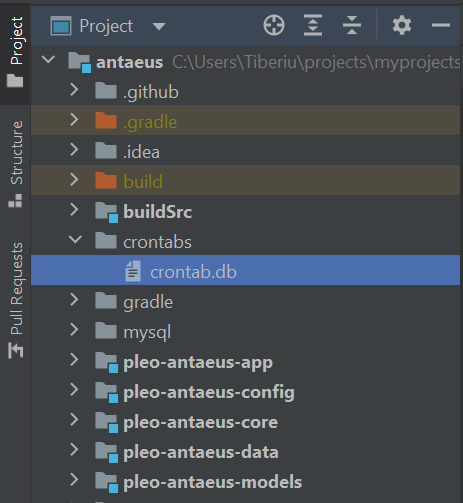 Project
Project
antaeus C:\Users\Tiberiu\projects\myprojects
.github
.gradle
.idea
build
buildSrc
crontabs
crontab.db
gradle
mysql
pleo-antaeus-app
pleo-antaeus-config
pleo-antaeus-core
pleo-antaeus-data
pleo-antaeus-models
Structure
Pull Requests